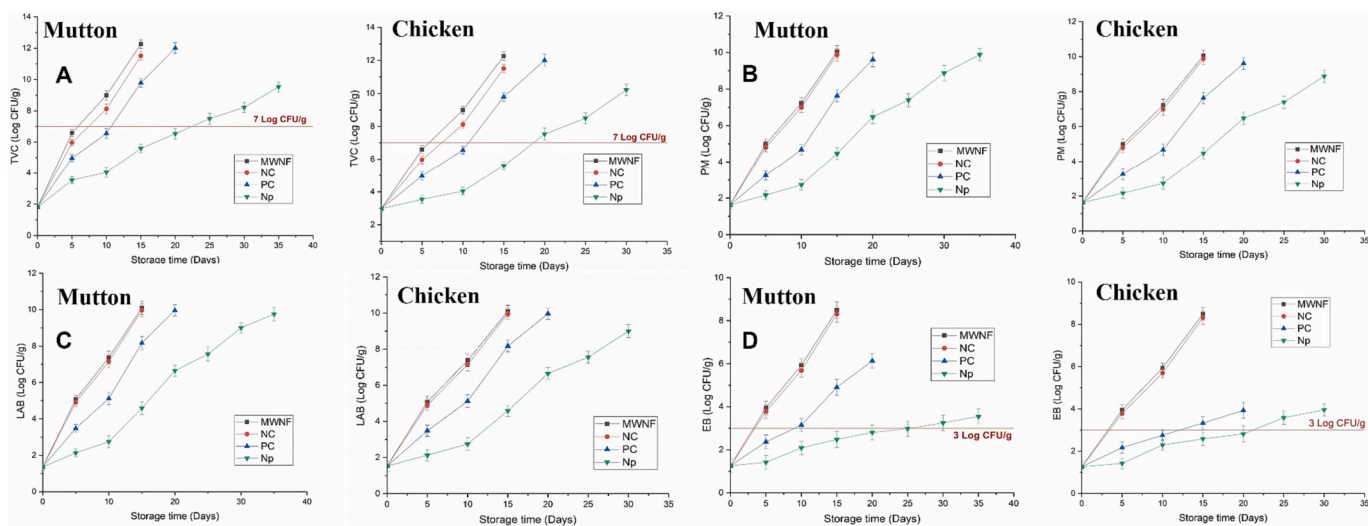 Mutton
A
TVC (Log CFU/g)
14
12
10
8
6
4
2
0
7 Log CFU/g
MWNF
NC
PC
Np
0 5 10 15 20 25 30 35 40
Storage time (Days)
Chicken
TVC (Log CFU/g)
14
12
10
8
6
4
2
7 Log CFU/g
MWNF
NC
PC
Np
0 5 10 15 20 25 30 35
Storage time (Days)
Mutton
B
PM (Log CFU/g)
12
10
8
6
4
2
0
MWNF
NC
PC
Np
0 10 20 30 40
Storage time (Days)
Chicken
PM (Log CFU/g)
12
10
8
6
4
2
0
MWNF
NC
PC
Np
0 5 10 15 20 25 30 35
Storage time (Days)
Mutton
C
LAB (Log CFU/g)
12
10
8
6
4
2
0
MWNF
NC
PC
Np
0 10 20 30 40
Storage time (Days)
Chicken
LAB (Log CFU/g)
12
10
8
6
4
2
0
MWNF
NC
PC
Np
0 5 10 15 20 25 30 35
Storage time (Days)
Mutton
D
EB (Log CFU/g)
10
8
6
4
2
0
MWNF
NC
PC
Np
3 Log CFU/g
0 5 10 15 20 25 30 35 40
Storage time (Days)
Chicken
EB (Log CFU/g)
10
8
6
4
2
0
MWNF
NC
PC
Np
3 Log CFU/g
0 5 10 15 20 25 30 35
Storage time (Days)